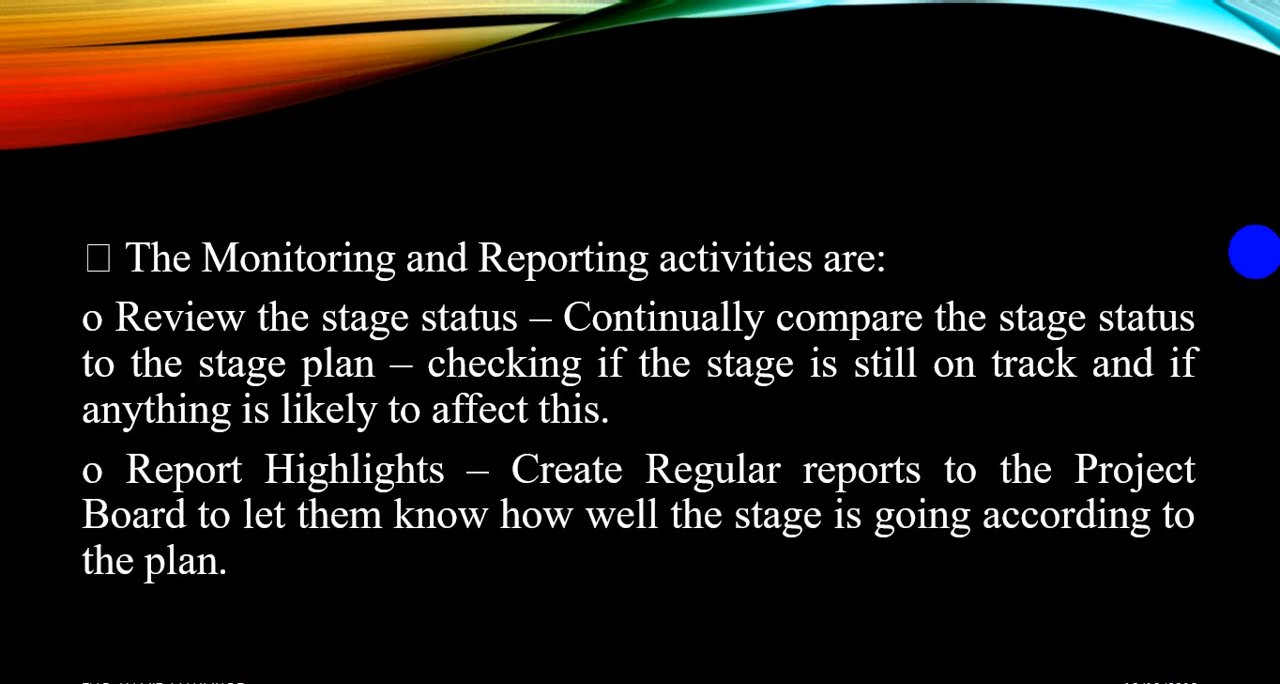 □ The Monitoring and Reporting activities are:
o Review the stage status – Continually compare the stage status
to the stage plan – checking if the stage is still on track and if
anything is likely to affect this.
o Report Highlights – Create Regular reports to the Project
Board to let them know how well the stage is going according to
the plan.